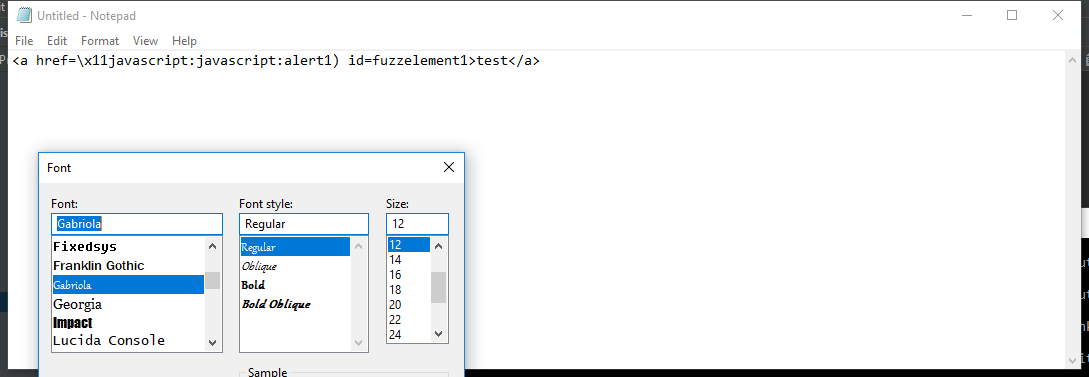 Untitled - Notepad
File Edit Format View Help
<a href=\x11javascript:javascript:alert1) id=fuzzelement1>test</a>
Font
Font: Font style: Size:
Gabriola Regular 12
Fixedsys Regular 12
Franklin Gothic Oblique 14
Gabriola Bold 16
Georgia Bold Oblique 18
Impact 20
Lucida Console 22
24
Sample